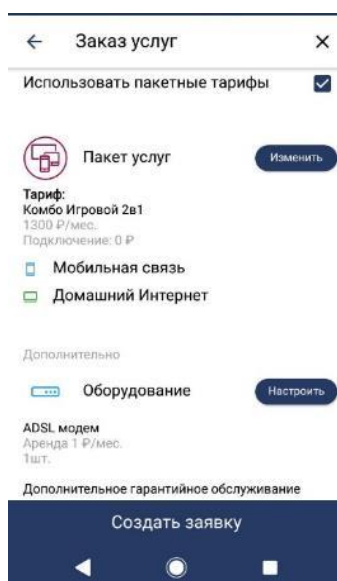 Заказ услуг
Использовать пакетные тарифы
Пакет услуг
Изменить
Тариф:
Комбо Игровой 2в1
1300 ₽/мес.
Подключение: 0 ₽
Мобильная связь
Домашний Интернет
Дополнительно
Оборудование
Настроить
ADSL модем
Аренда 1 ₽/мес.
1шт.
Дополнительное гарантийное обслуживание
Создать заявку